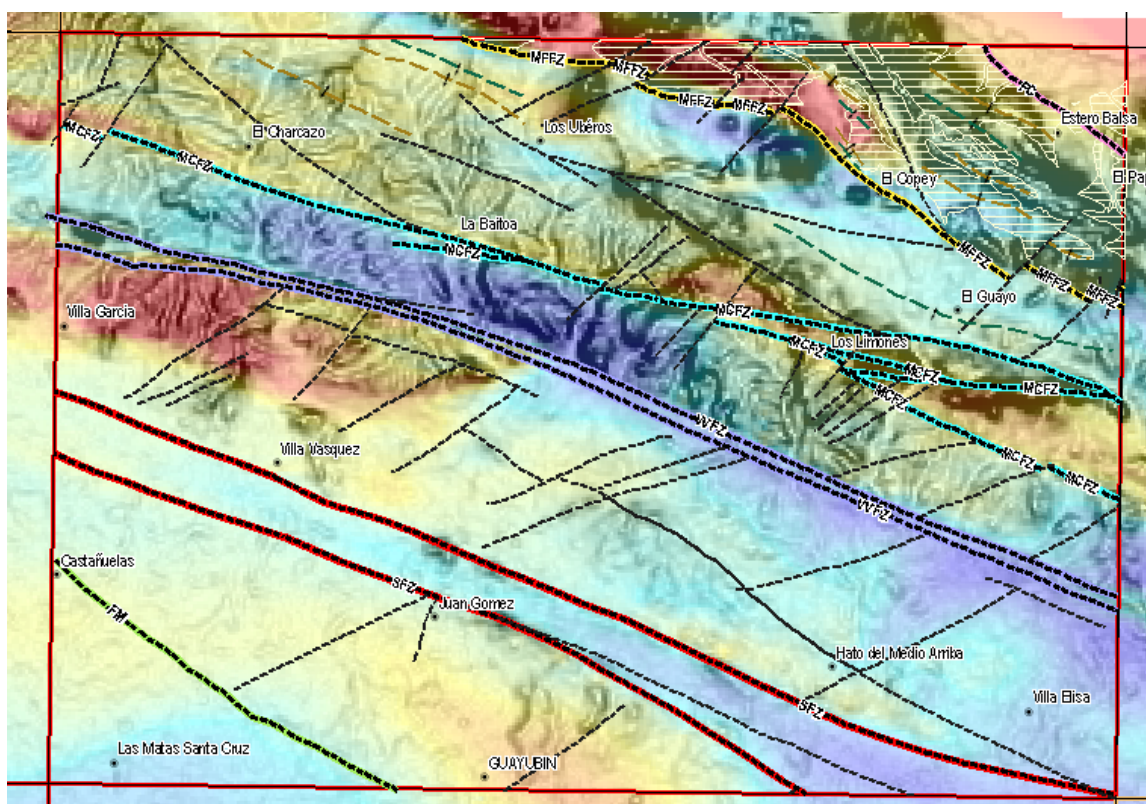 MFFZ
MFFZ
FC
MFFZ
MFFZ
Estero Balsa
MCFZ
El Charcazo
Los Ubéros
MCFZ
El Copey
El Pap
La Baitoa
MCFZ
MFFZ
MFFZ
MFFZ
El Guayo
Villa Garcia
MCFZ
Los Limones
MCFZ
MCFZ
MCFZ
MCFZ
VVFZ
Villa Vasquez
MCFZ
MCFZ
VVFZ
Castañuelas
SFZ
Juan Gomez
FM
Hato del Medio Arriba
SFZ
Villa Elisa
Las Matas Santa Cruz
GUAYUBIN